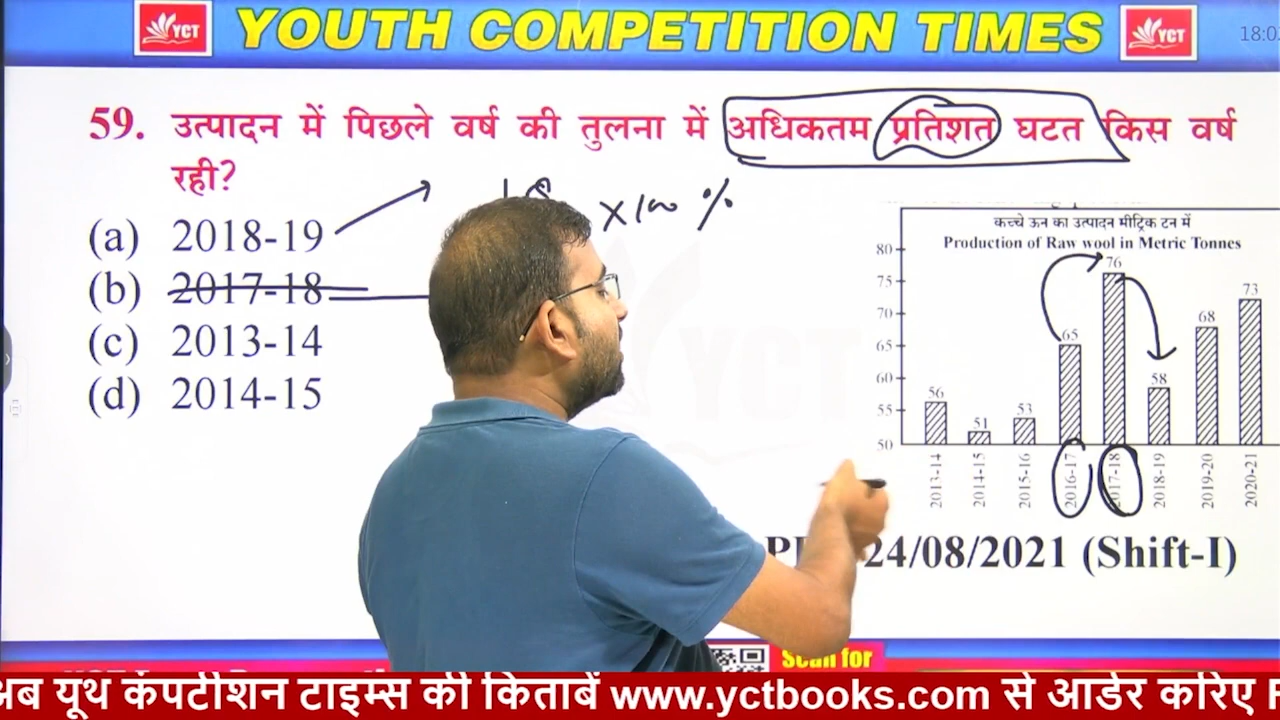 YCT
YOUTH COMPETITION TIMES
YCT
59. उत्पादन में पिछले वर्ष की तुलना में अधिकतम प्रतिशत घटत किस वर्ष
रही?
(a) 2018-19
(b) 2017-18
(c) 2013-14
(d) 2014-15
18
×100 %
कच्चे ऊन का उत्पादन मीट्रिक टन में
Production of Raw wool in Metric Tonnes
80
75
70
65
60
55
50
56
51
53
65
76
58
68
73
2013-14
2014-15
2015-16
2016-17
2017-18
2018-19
2019-20
2020-21
24/08/2021 (Shift-I)
Scan for
अब यूथ कंपटीशन टाइम्स की किताबें www.yctbooks.com से आर्डर करिए